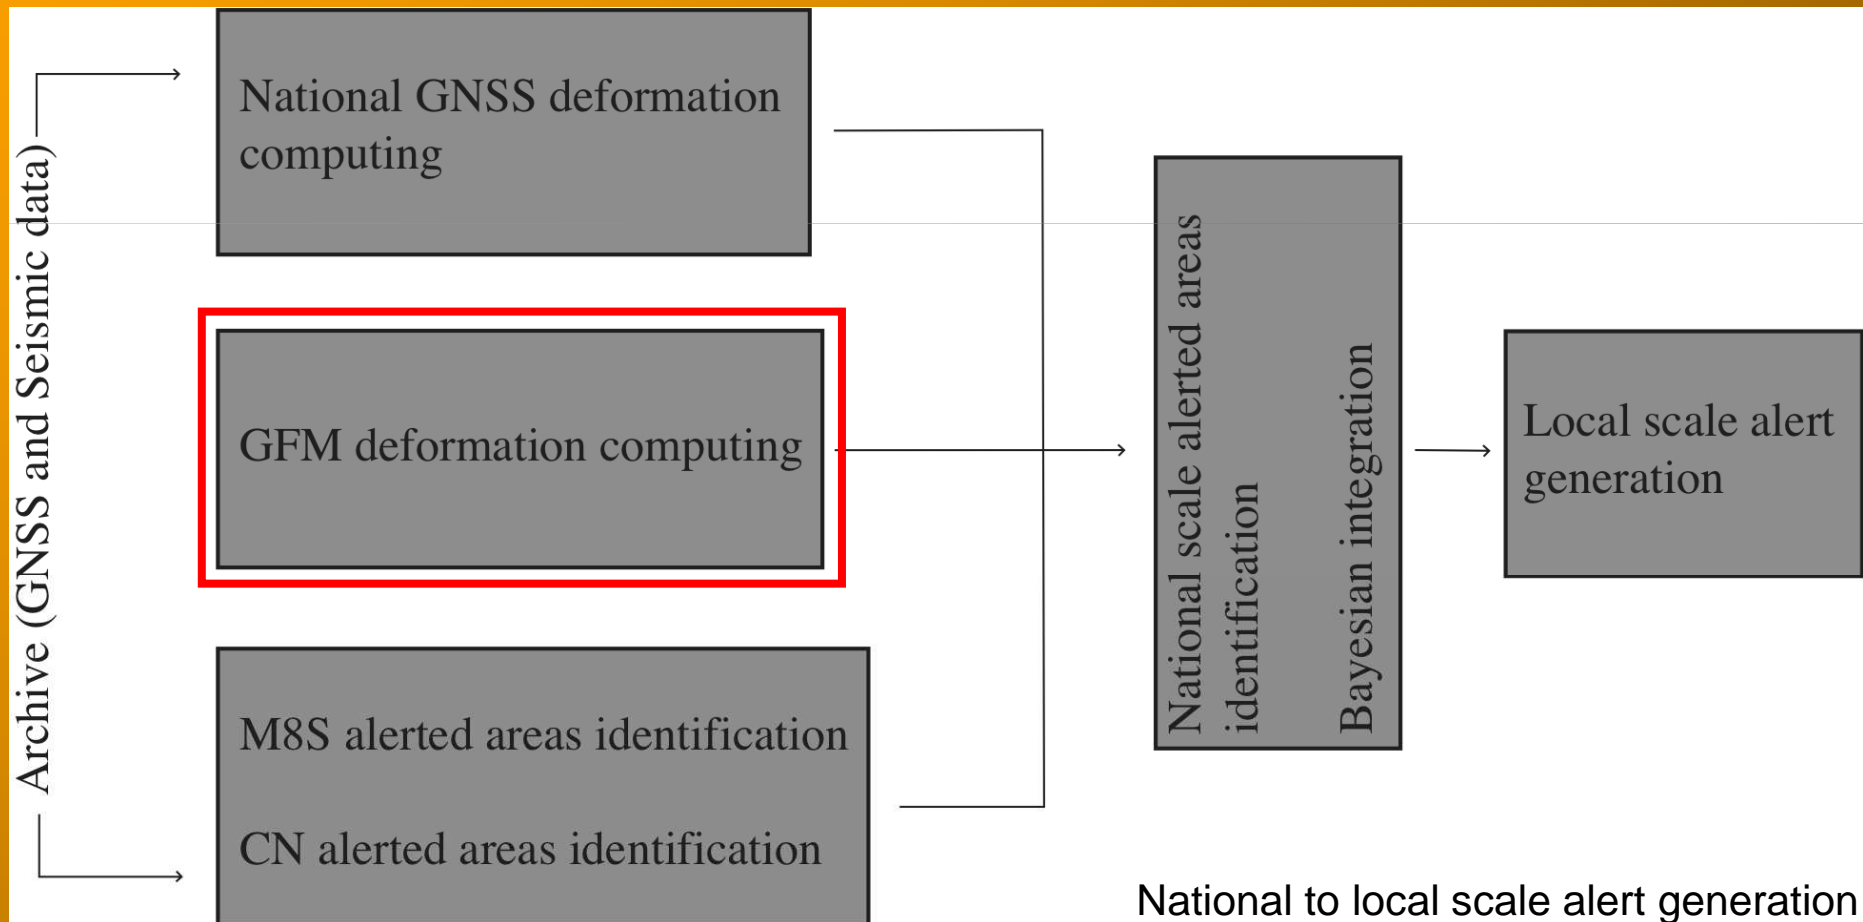 Archive (GNSS and Seismic data)
National GNSS deformation
computing
GFM deformation computing
M8S alerted areas identification
CN alerted areas identification
National scale alerted areas
identification
Bayesian integration
Local scale alert
generation
National to local scale alert generation